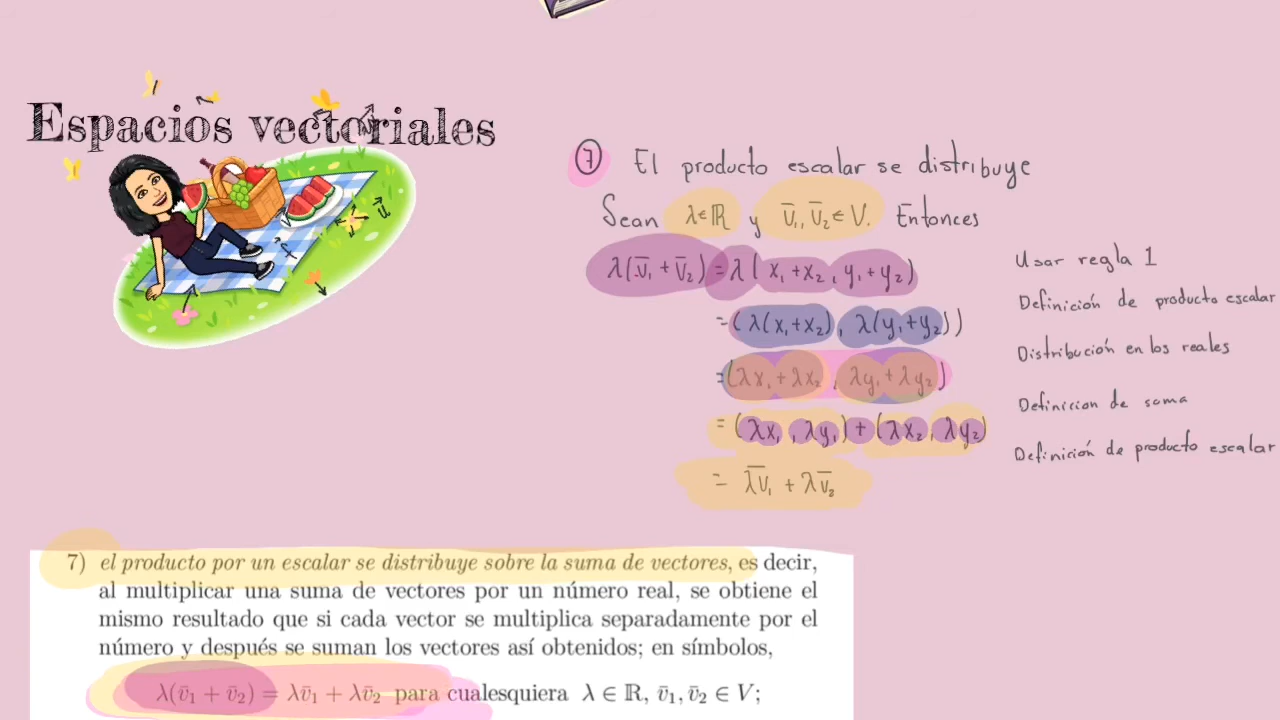 Espacios vectoriales
7 El producto escalar se distribuye
Sean λ∈ℝ y v̄₁, v̄₂ ∈ V. Entonces
λ(v̄₁ + v̄₂) = λ(x₁+x₂, y₁+y₂)
Usar regla 1
=(λ(x₁+x₂), λ(y₁+y₂))
Definición de producto escalar
=(λx₁+λx₂, λy₁+λy₂)
Distribución en los reales
=(λx₁, λy₁)+(λx₂, λy₂)
Definición de suma
= λv̄₁ + λv̄₂
Definición de producto escalar
7) el producto por un escalar se distribuye sobre la suma de vectores, es decir,
al multiplicar una suma de vectores por un número real, se obtiene el
mismo resultado que si cada vector se multiplica separadamente por el
número y después se suman los vectores así obtenidos; en símbolos,
λ(v̄₁ + v̄₂) = λv̄₁ + λv̄₂ para cualesquiera λ ∈ ℝ, v̄₁, v̄₂ ∈ V;